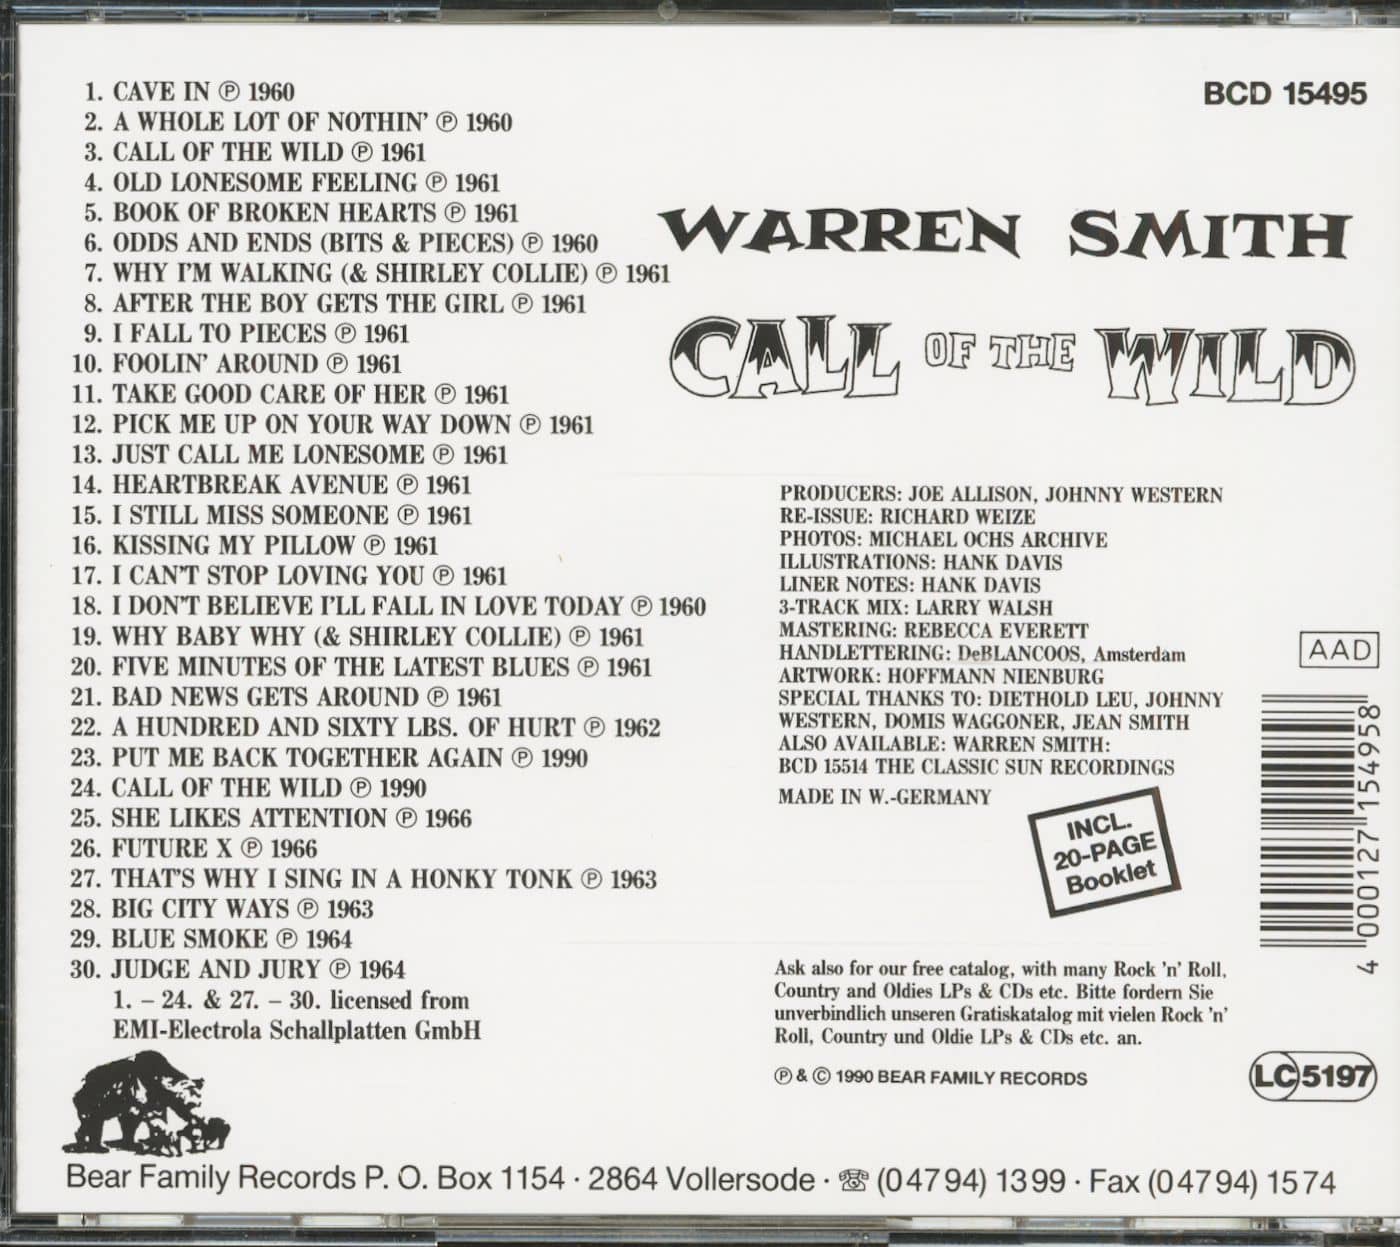 1. CAVE IN ℗ 1960
2. A WHOLE LOT OF NOTHIN' ℗ 1960
3. CALL OF THE WILD ℗ 1961
4. OLD LONESOME FEELING ℗ 1961
5. BOOK OF BROKEN HEARTS ℗ 1961
6. ODDS AND ENDS (BITS & PIECES) ℗ 1960
7. WHY I'M WALKING (& SHIRLEY COLLIE) ℗ 1961
8. AFTER THE BOY GETS THE GIRL ℗ 1961
9. I FALL TO PIECES ℗ 1961
10. FOOLIN' AROUND ℗ 1961
11. TAKE GOOD CARE OF HER ℗ 1961
12. PICK ME UP ON YOUR WAY DOWN ℗ 1961
13. JUST CALL ME LONESOME ℗ 1961
14. HEARTBREAK AVENUE ℗ 1961
15. I STILL MISS SOMEONE ℗ 1961
16. KISSING MY PILLOW ℗ 1961
17. I CAN'T STOP LOVING YOU ℗ 1961
18. I DON'T BELIEVE I'LL FALL IN LOVE TODAY ℗ 1960
19. WHY BABY WHY (& SHIRLEY COLLIE) ℗ 1961
20. FIVE MINUTES OF THE LATEST BLUES ℗ 1961
21. BAD NEWS GETS AROUND ℗ 1961
22. A HUNDRED AND SIXTY LBS. OF HURT ℗ 1962
23. PUT ME BACK TOGETHER AGAIN ℗ 1990
24. CALL OF THE WILD ℗ 1990
25. SHE LIKES ATTENTION ℗ 1966
26. FUTURE X ℗ 1966
27. THAT'S WHY I SING IN A HONKY TONK ℗ 1963
28. BIG CITY WAYS ℗ 1963
29. BLUE SMOKE ℗ 1964
30. JUDGE AND JURY ℗ 1964
1. – 24. & 27. – 30. licensed from
EMI-Electrola Schallplatten GmbH
BCD 15495
WARREN SMITH
CALL OF THE WILD
PRODUCERS: JOE ALLISON, JOHNNY WESTERN
RE-ISSUE: RICHARD WEIZE
PHOTOS: MICHAEL OCHS ARCHIVE
ILLUSTRATIONS: HANK DAVIS
LINER NOTES: HANK DAVIS
3-TRACK MIX: LARRY WALSH
MASTERING: REBECCA EVERETT
HANDLETTERING: DeBLANCOOS, Amsterdam
ARTWORK: HOFFMANN NIENBURG
SPECIAL THANKS TO: DIETHOLD LEU, JOHNNY
WESTERN, DOMIS WAGGONER, JEAN SMITH
ALSO AVAILABLE: WARREN SMITH:
BCD 15514 THE CLASSIC SUN RECORDINGS
MADE IN W.-GERMANY
AAD
4 000127 154958
INCL.
20-PAGE
Booklet
Ask also for our free catalog, with many Rock 'n' Roll,
Country and Oldies LPs & CDs etc. Bitte fordern Sie
unverbindlich unseren Gratiskatalog mit vielen Rock 'n'
Roll, Country und Oldie LPs & CDs etc. an.
℗ & © 1990 BEAR FAMILY RECORDS
LC 5197
Bear Family Records P. O. Box 1154 · 2864 Vollersode · ☏ (04794) 1399 · Fax (04794) 1574